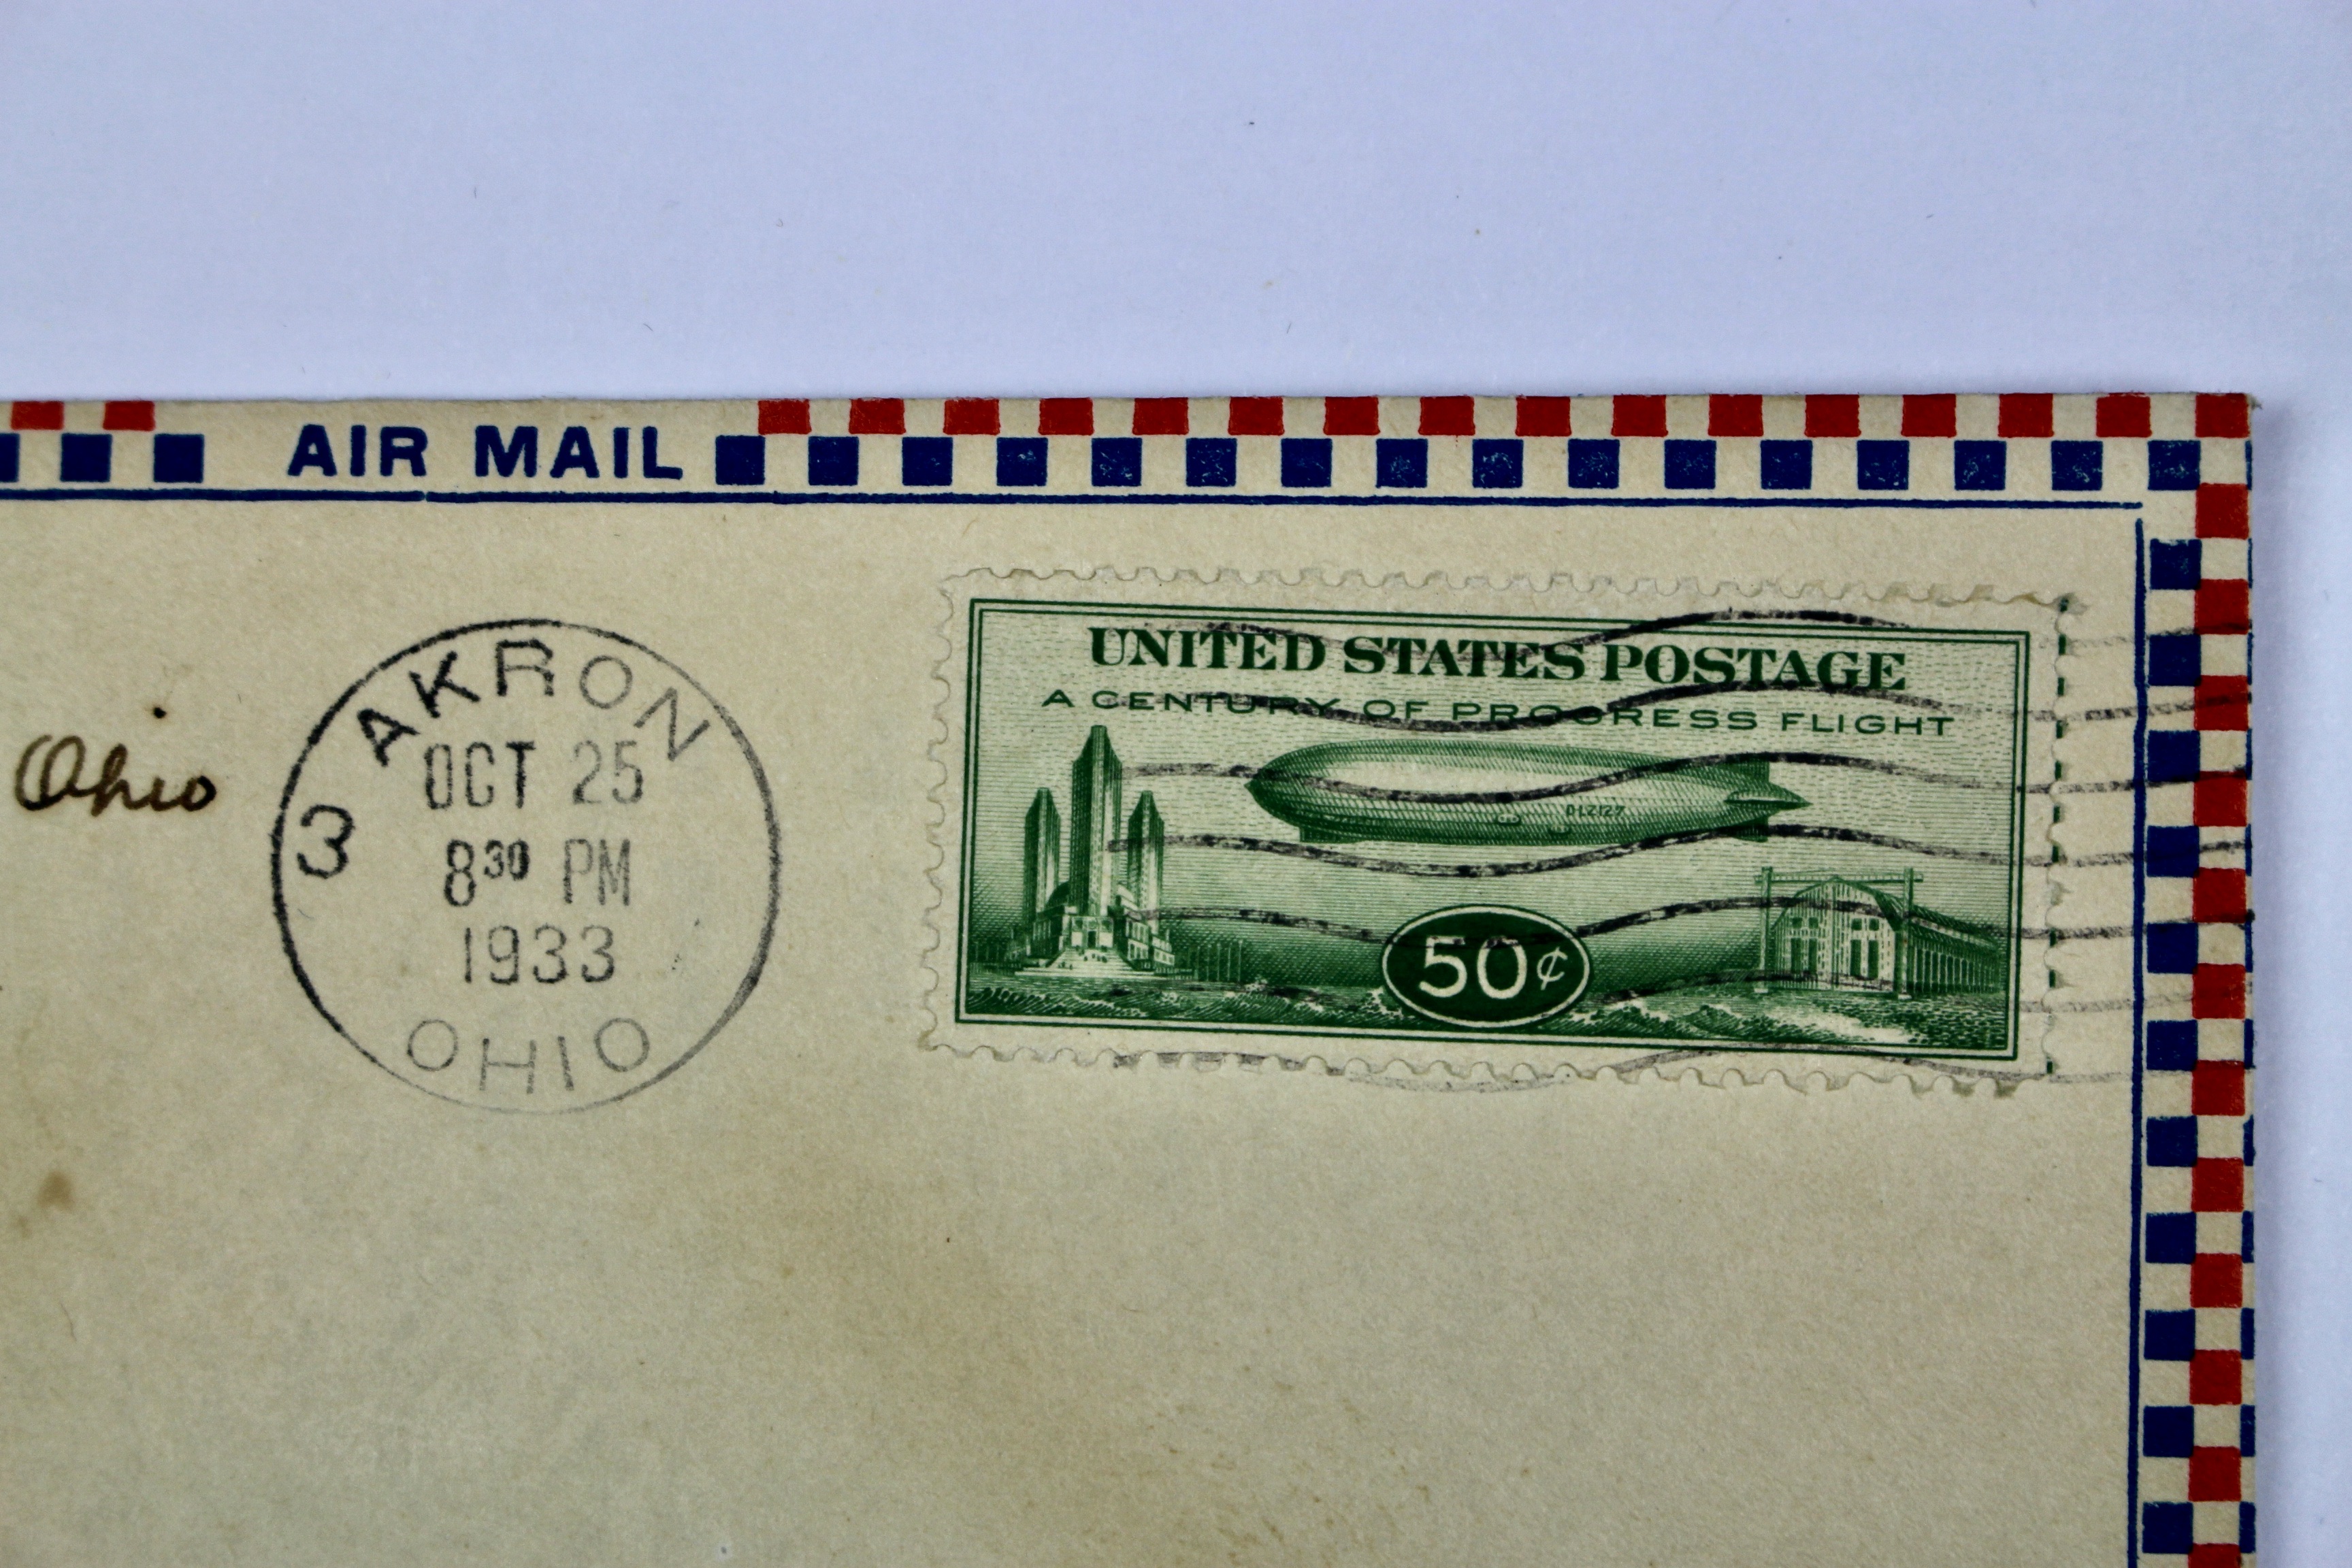 AIR MAIL
Ohio
3 AKRON
OCT 25
8³⁰ PM
1933
OHIO
UNITED STATES POSTAGE
A CENTURY OF PROGRESS FLIGHT
D-LZ127
50¢